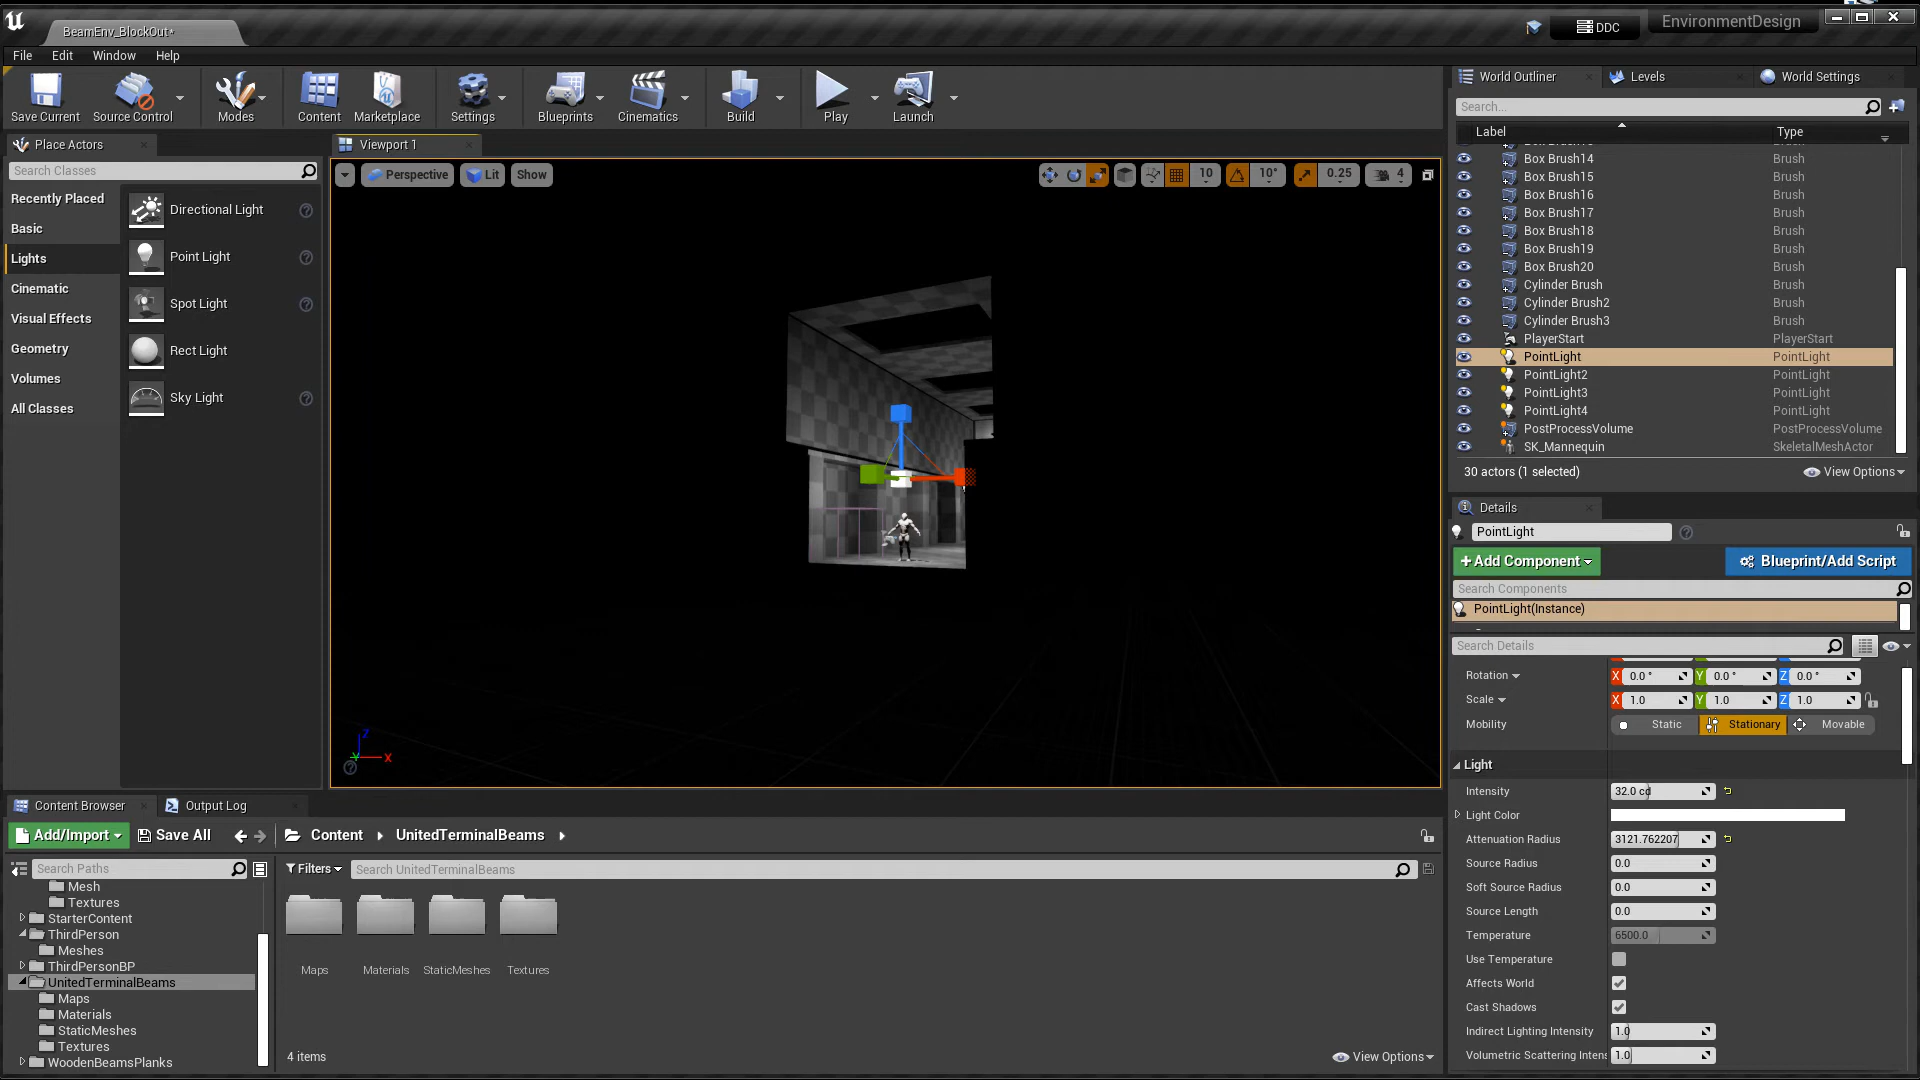 BeamEnv_BlockOut*
DDC
EnvironmentDesign
File Edit Window Help
Save Current
Source Control
Modes
Content
Marketplace
Settings
Blueprints
Cinematics
Build
Play
Launch
Place Actors
Search Classes
Recently Placed
Basic
Lights
Cinematic
Visual Effects
Geometry
Volumes
All Classes
Directional Light
Point Light
Spot Light
Rect Light
Sky Light
Viewport 1
Perspective
Lit
Show
10
10°
0.25
4
Z
Y
X
World Outliner
Levels
World Settings
Search...
Label Type
Box Brush14 Brush
Box Brush15 Brush
Box Brush16 Brush
Box Brush17 Brush
Box Brush18 Brush
Box Brush19 Brush
Box Brush20 Brush
Cylinder Brush Brush
Cylinder Brush2 Brush
Cylinder Brush3 Brush
PlayerStart PlayerStart
PointLight PointLight
PointLight2 PointLight
PointLight3 PointLight
PointLight4 PointLight
PostProcessVolume PostProcessVolume
SK_Mannequin SkeletalMeshActor
30 actors (1 selected)
View Options
Details
PointLight
+Add Component
Blueprint/Add Script
Search Components
PointLight(Instance)
Search Details
Rotation X 0.0 ° Y 0.0 ° Z 0.0 °
Scale X 1.0 Y 1.0 Z 1.0
Mobility Static Stationary Movable
Light
Intensity 32.0 cd
Light Color
Attenuation Radius 3121.762207
Source Radius 0.0
Soft Source Radius 0.0
Source Length 0.0
Temperature 6500.0
Use Temperature
Affects World
Cast Shadows
Indirect Lighting Intensity 1.0
Volumetric Scattering Intens 1.0
Content Browser
Output Log
Add/Import
Save All
Content
UnitedTerminalBeams
Search Paths
Filters
Search UnitedTerminalBeams
Mesh
Textures
StarterContent
ThirdPerson
Meshes
ThirdPersonBP
UnitedTerminalBeams
Maps
Materials
StaticMeshes
Textures
WoodenBeamsPlanks
Maps
Materials
StaticMeshes
Textures
4 items
View Options